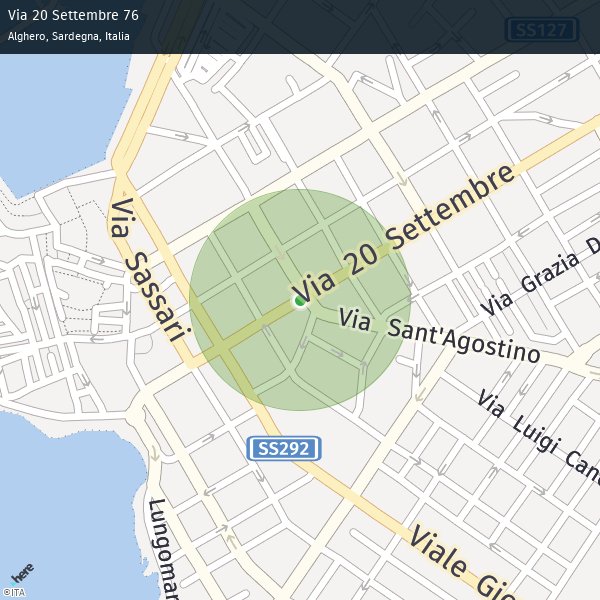 Via 20 Settembre 76
Alghero, Sardegna, Italia
SS127
Via 20 Settembre
Via Sassari
Via Grazia D
Via Sant'Agostino
Via Luigi Can
SS292
Lungomar
Viale Gio
here
©ITA